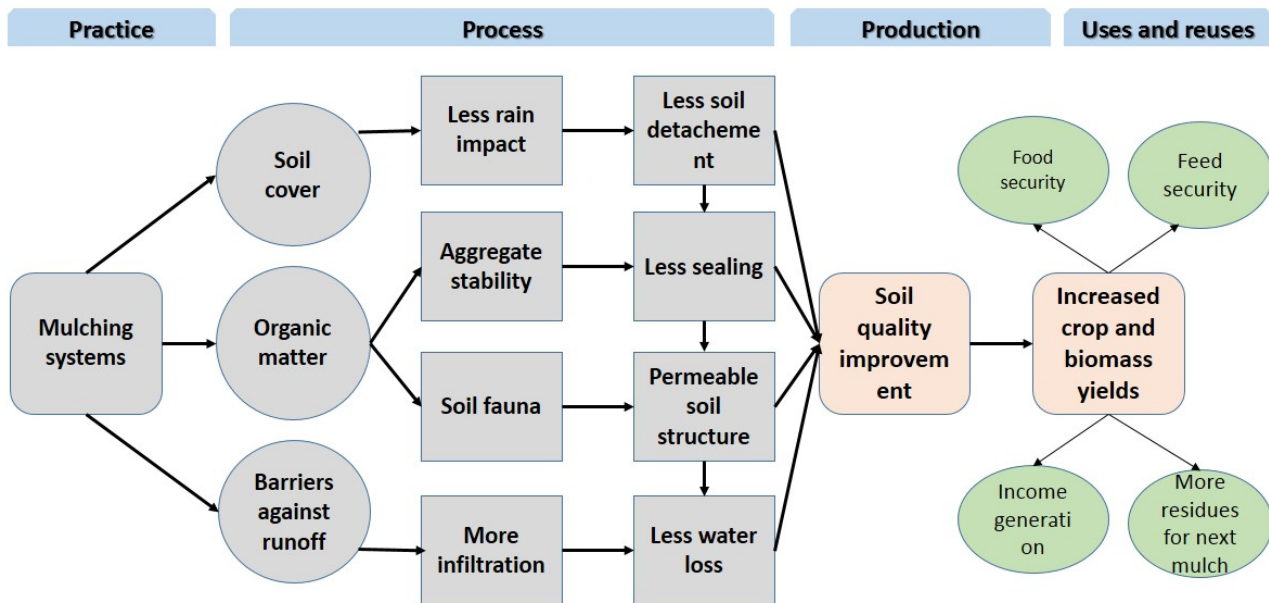 Practice
Process
Production
Uses and reuses
Mulching
systems
Soil
cover
Organic
matter
Barriers
against
runoff
Less rain
impact
Aggregate
stability
Soil fauna
More
infiltration
Less soil
detacheme
nt
Less sealing
Permeable
soil
structure
Less water
loss
Soil
quality
improvem
ent
Increased
crop and
biomass
yields
Food
security
Feed
security
Income
generati
on
More
residues
for next
mulch